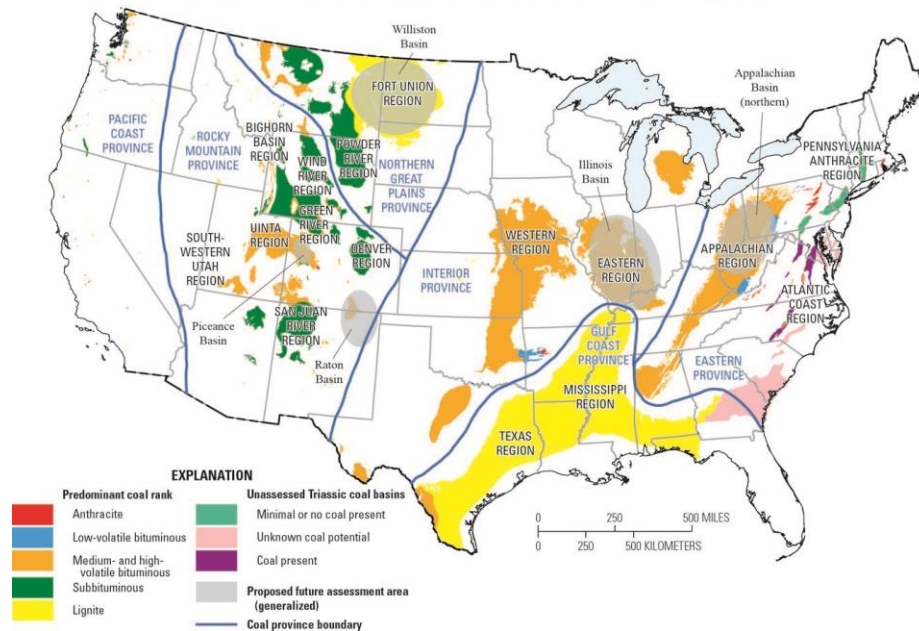 Williston
Basin
FORT UNION
REGION
Appalachian
Basin
(northern)
PACIFIC
COAST
PROVINCE
ROCKY
MOUNTAIN
PROVINCE
BIGHORN
BASIN
REGION
POWDER
RIVER
REGION
WIND
RIVER
REGION
NORTHERN
GREAT
PLAINS
PROVINCE
Illinois
Basin
PENNSYLVANIA
ANTHRACITE
REGION
GREEN
RIVER
REGION
UINTA
REGION
SOUTH-
WESTERN
UTAH
REGION
DENVER
REGION
WESTERN
REGION
INTERIOR
PROVINCE
EASTERN
REGION
APPALACHIAN
REGION
ATLANTIC
COAST
REGION
Piceance
Basin
SAN JUAN
RIVER
REGION
Raton
Basin
GULF
COAST
PROVINCE
EASTERN
PROVINCE
MISSISSIPPI
REGION
TEXAS
REGION
EXPLANATION
Predominant coal rank
Anthracite
Low-volatile bituminous
Medium- and high-
volatile bituminous
Subbituminous
Lignite
Unassessed Triassic coal basins
Minimal or no coal present
Unknown coal potential
Coal present
Proposed future assessment area
(generalized)
Coal province boundary
0 250 500 MILES
0 250 500 KILOMETERS